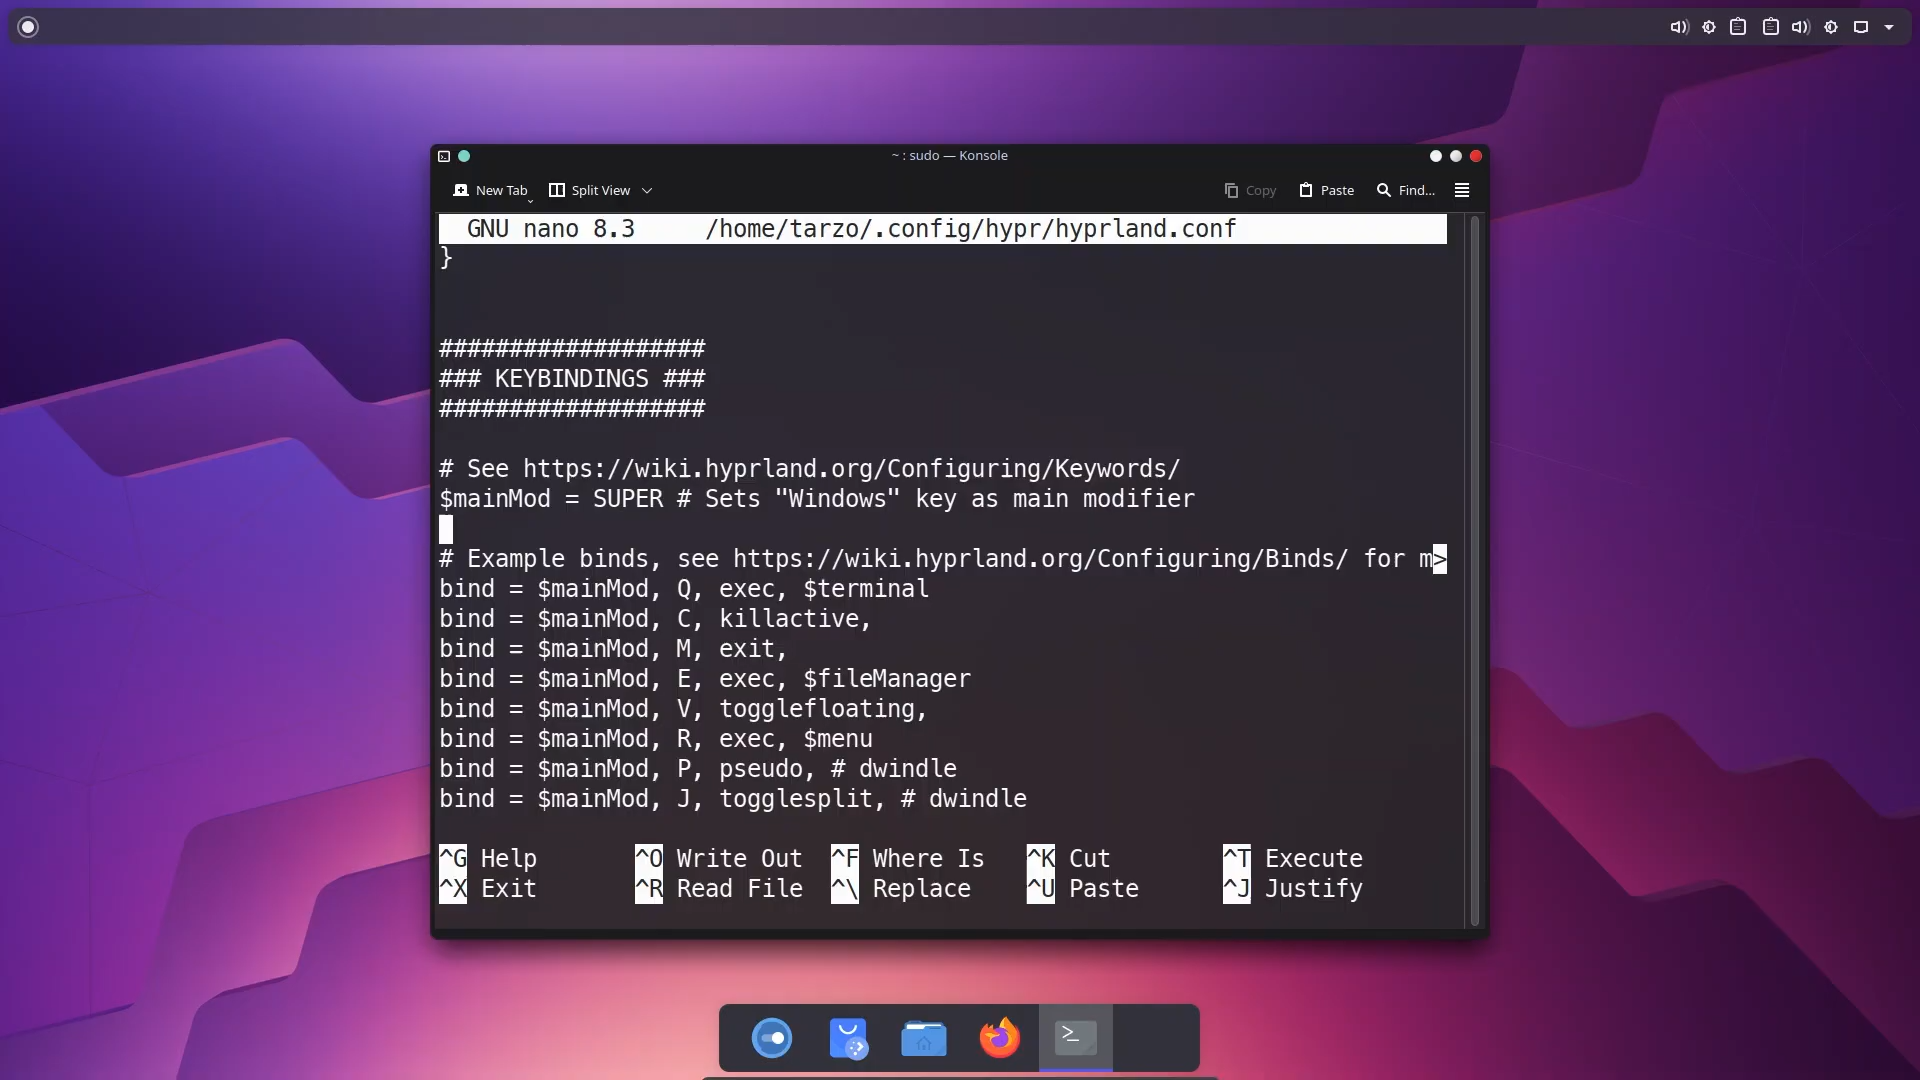 ~ : sudo — Konsole
New Tab Split View Copy Paste Find...
GNU nano 8.3 /home/tarzo/.config/hypr/hyprland.conf
}
###################
### KEYBINDINGS ###
###################
# See https://wiki.hyprland.org/Configuring/Keywords/
$mainMod = SUPER # Sets "Windows" key as main modifier
# Example binds, see https://wiki.hyprland.org/Configuring/Binds/ for m>
bind = $mainMod, Q, exec, $terminal
bind = $mainMod, C, killactive,
bind = $mainMod, M, exit,
bind = $mainMod, E, exec, $fileManager
bind = $mainMod, V, togglefloating,
bind = $mainMod, R, exec, $menu
bind = $mainMod, P, pseudo, # dwindle
bind = $mainMod, J, togglesplit, # dwindle
^G Help ^O Write Out ^F Where Is ^K Cut ^T Execute
^X Exit ^R Read File ^\ Replace ^U Paste ^J Justify